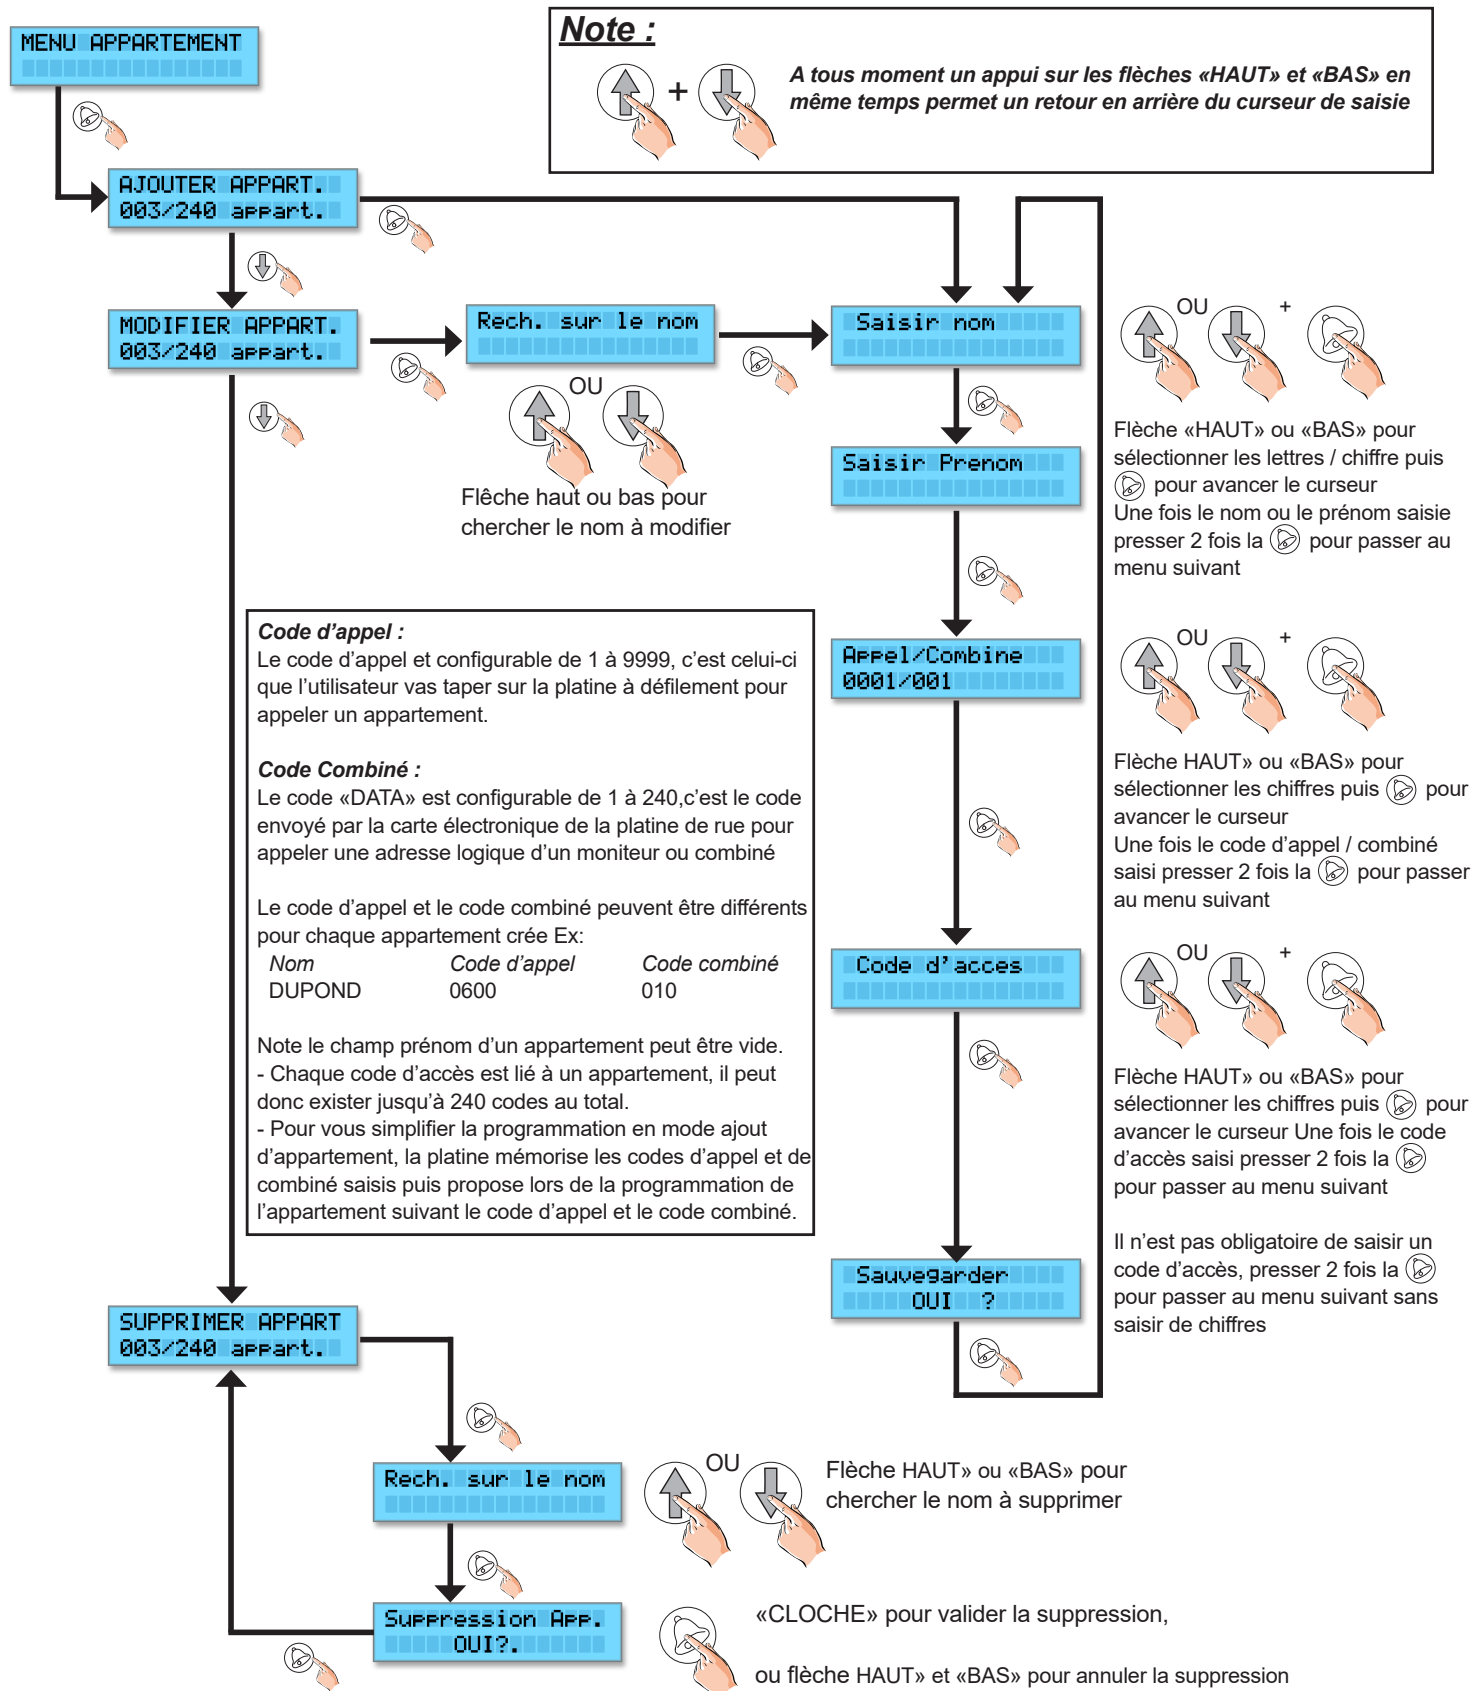 MENU APPARTEMENT
Note :
+
A tous moment un appui sur les flèches «HAUT» et «BAS» en
même temps permet un retour en arrière du curseur de saisie
AJOUTER APPART.
003/240 appart.
MODIFIER APPART.
003/240 appart.
Rech. sur le nom
OU
Flêche haut ou bas pour
chercher le nom à modifier
Saisir nom
OU +
Flèche «HAUT» ou «BAS» pour
sélectionner les lettres / chiffre puis
pour avancer le curseur
Une fois le nom ou le prénom saisie
presser 2 fois la pour passer au
menu suivant
Saisir Prenom
Code d’appel :
Le code d’appel et configurable de 1 à 9999, c’est celui-ci
que l’utilisateur vas taper sur la platine à défilement pour
appeler un appartement.
Code Combiné :
Le code «DATA» est configurable de 1 à 240,c’est le code
envoyé par la carte électronique de la platine de rue pour
appeler une adresse logique d’un moniteur ou combiné
Le code d’appel et le code combiné peuvent être différents
pour chaque appartement crée Ex:
Nom Code d’appel Code combiné
DUPOND 0600 010
Note le champ prénom d’un appartement peut être vide.
- Chaque code d’accès est lié à un appartement, il peut
donc exister jusqu’à 240 codes au total.
- Pour vous simplifier la programmation en mode ajout
d’appartement, la platine mémorise les codes d’appel et de
combiné saisis puis propose lors de la programmation de
l’appartement suivant le code d’appel et le code combiné.
Appel/Combine
0001/001
OU +
Flèche HAUT» ou «BAS» pour
sélectionner les chiffres puis pour
avancer le curseur
Une fois le code d’appel / combiné
saisi presser 2 fois la pour passer
au menu suivant
Code d'acces
OU +
Flèche HAUT» ou «BAS» pour
sélectionner les chiffres puis pour
avancer le curseur Une fois le code
d’accès saisi presser 2 fois la
pour passer au menu suivant
Il n’est pas obligatoire de saisir un
code d’accès, presser 2 fois la
pour passer au menu suivant sans
saisir de chiffres
Sauvegarder
OUI ?
SUPPRIMER APPART
003/240 appart.
Rech. sur le nom
OU
Flèche HAUT» ou «BAS» pour
chercher le nom à supprimer
Suppression App.
OUI?.
«CLOCHE» pour valider la suppression,
ou flèche HAUT» et «BAS» pour annuler la suppression